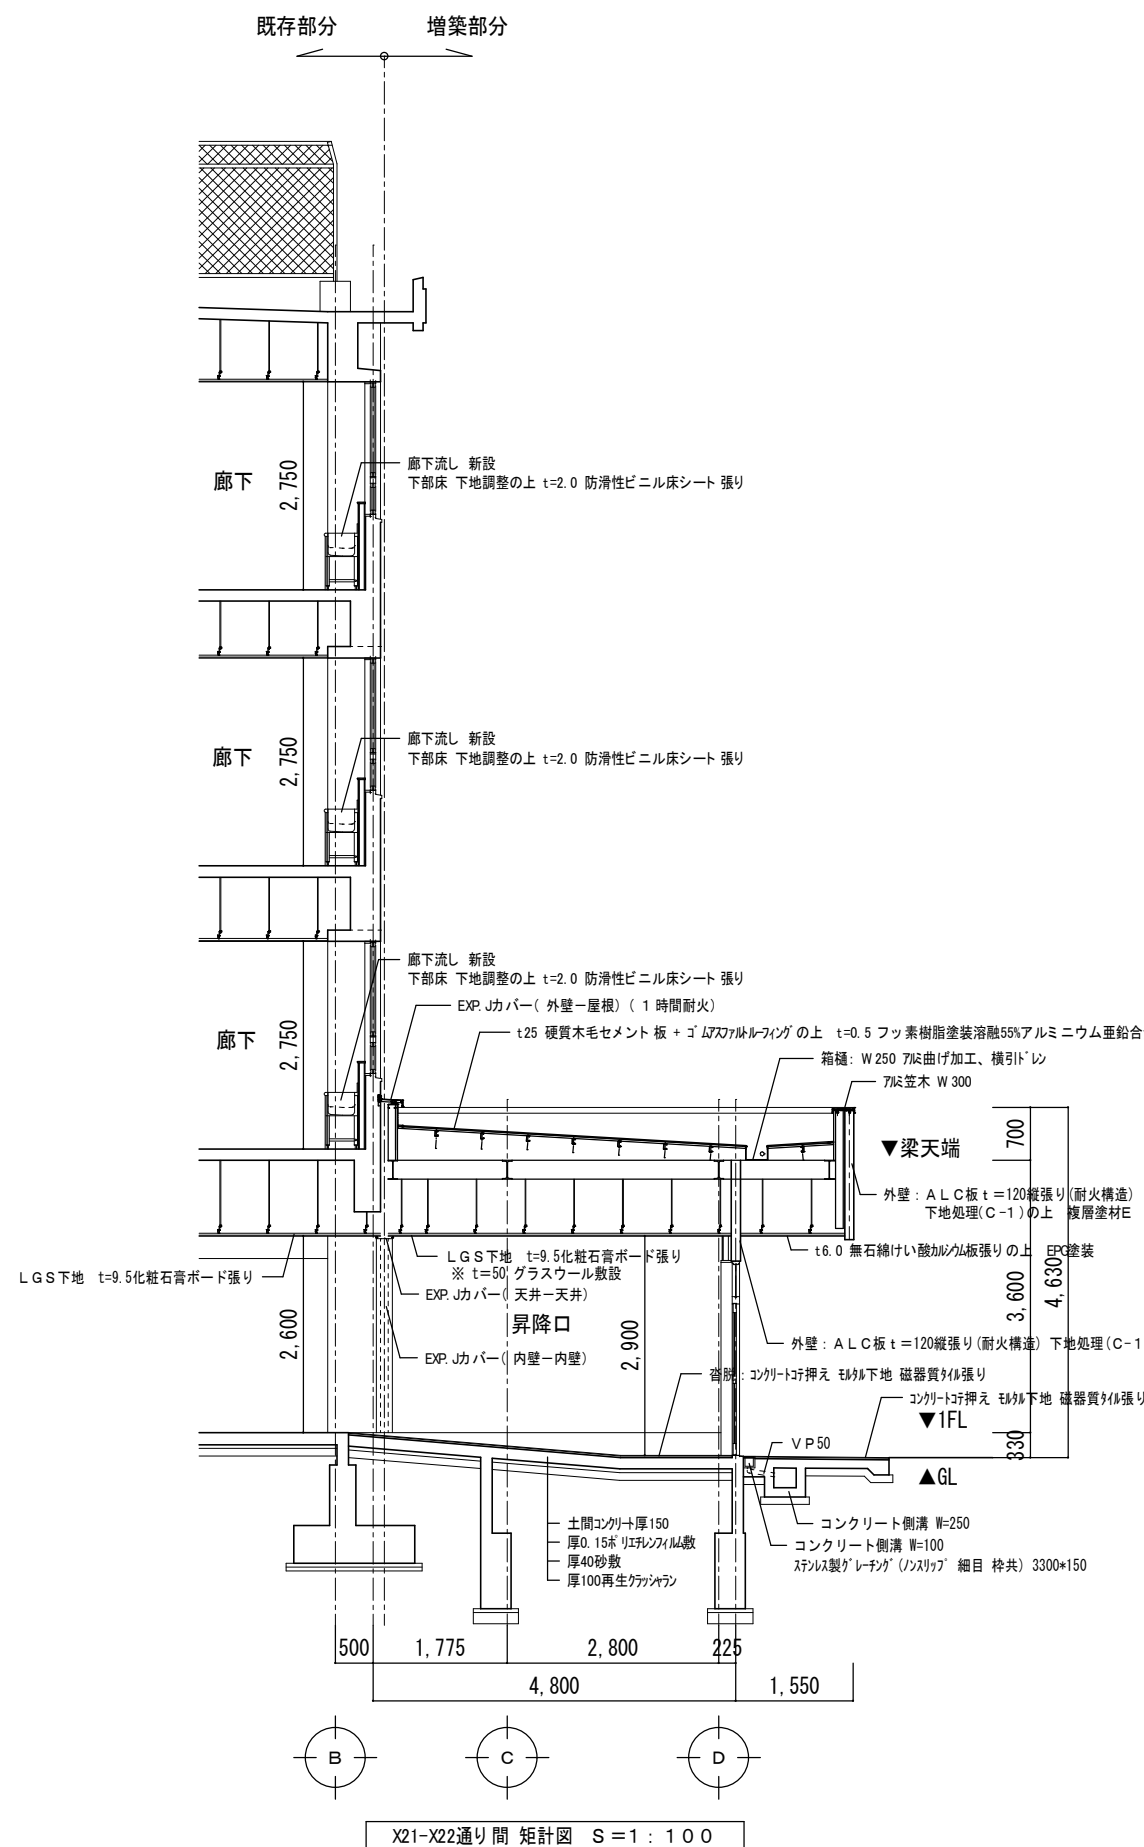 既存部分 増築部分
廊下 2,750
廊下流し 新設
下部床 下地調整の上 t=2.0 防滑性ビニル床シート 張り
廊下 2,750
廊下流し 新設
下部床 下地調整の上 t=2.0 防滑性ビニル床シート 張り
廊下 2,750
廊下流し 新設
下部床 下地調整の上 t=2.0 防滑性ビニル床シート 張り
EXP.Jカバー( 外壁ー屋根) ( 1 時間耐火)
t25 硬質木毛セメント 板 + ゴムアスファルトルーフィング の上 t=0.5 フッ素樹脂塗装溶融55%アルミニウム亜鉛合
箱樋: W 250 アルミ曲げ加工、横引ドレン
アルミ笠木 W 300
700
▼梁天端
外壁 : ALC板 t =120縦張り (耐火構造)
下地処理(C-1 )の上 複層塗材E
t6.0 無石綿けい酸カルシウム板張り の上 EPG塗装
LGS下地 t=9.5化粧石膏ボード張り
LGS下地 t=9.5化粧石膏ボード張り
※ t=50 グラスウール敷設
EXP.Jカバー( 天井ー天井)
3,600
4,630
2,600
昇降口
2,900
EXP.Jカバー( 内壁ー内壁)
外壁 : ALC板 t =120縦張り (耐火構造) 下地処理(C-1
沓脱 : コンクリートコテ押え モルタル下地 磁器質タイル張り
コンクリートコテ押え モルタル下地 磁器質タイル張り
▼1FL
330
VP50
▲GL
土間コンクリート厚150
厚0.15ポリエチレンフィルム敷
厚40砂敷
厚100再生クラッシャラン
コンクリート側溝 W=250
コンクリート側溝 W=100
ステンレス製グレーチング (ノンスリップ 細目 枠共) 3300*150
500 1,775 2,800 225
4,800 1,550
B C D
X21-X22通り 間 矩計図 S=1 : 100